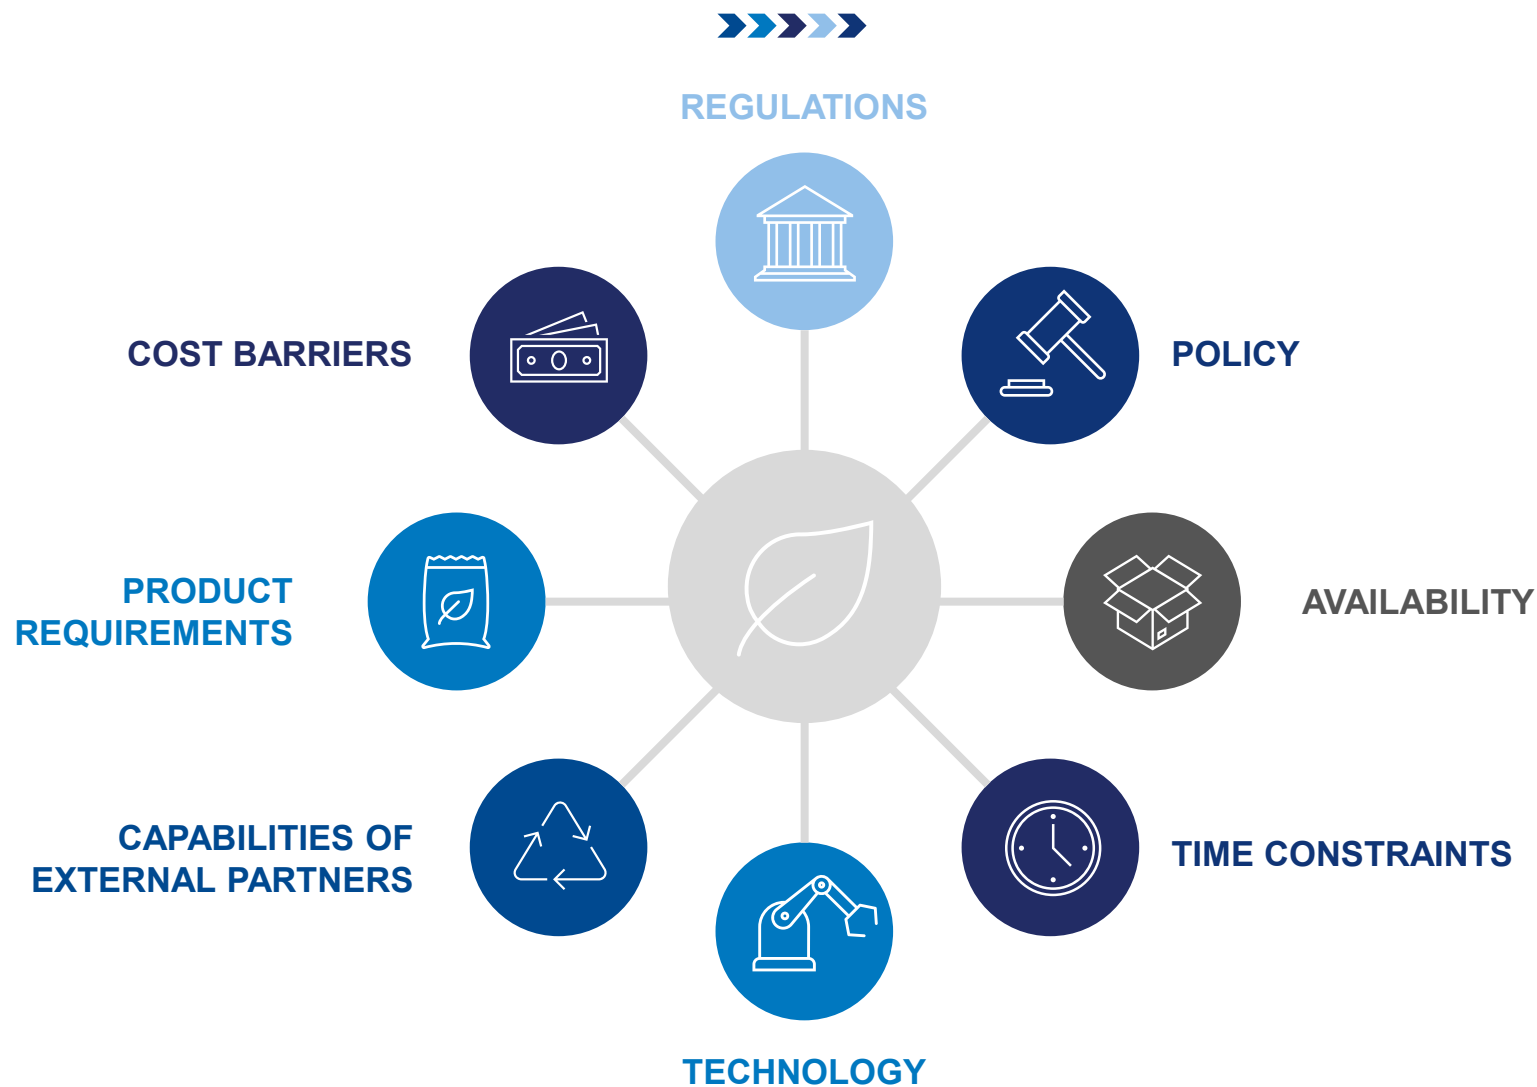 REGULATIONS
COST BARRIERS
POLICY
PRODUCT
REQUIREMENTS
AVAILABILITY
CAPABILITIES OF
EXTERNAL PARTNERS
TIME CONSTRAINTS
TECHNOLOGY